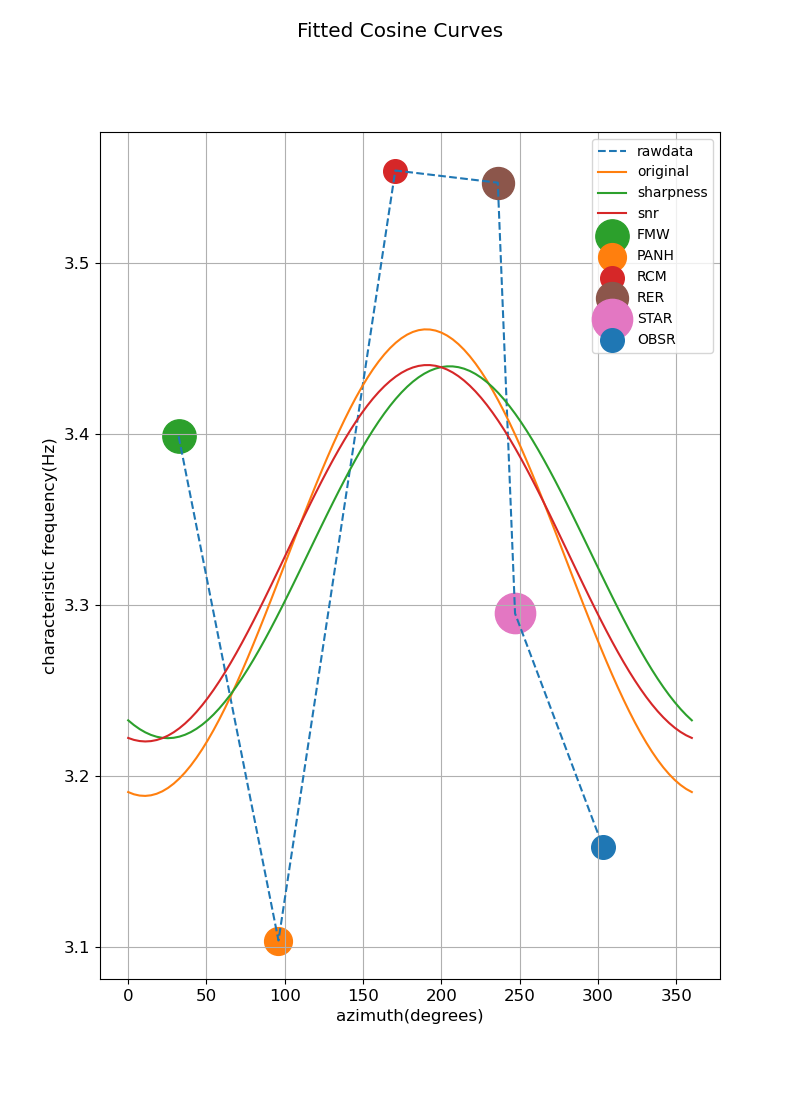 Fitted Cosine Curves
rawdata
original
sharpness
snr
FMW
PANH
RCM
RER
STAR
OBSR
3.5
3.4
3.3
3.2
3.1
characteristic frequency(Hz)
0 50 100 150 200 250 300 350
azimuth(degrees)